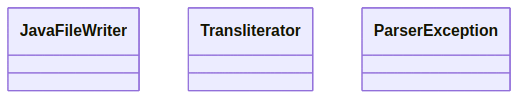 JavaFileWriter
Transliterator
ParserException